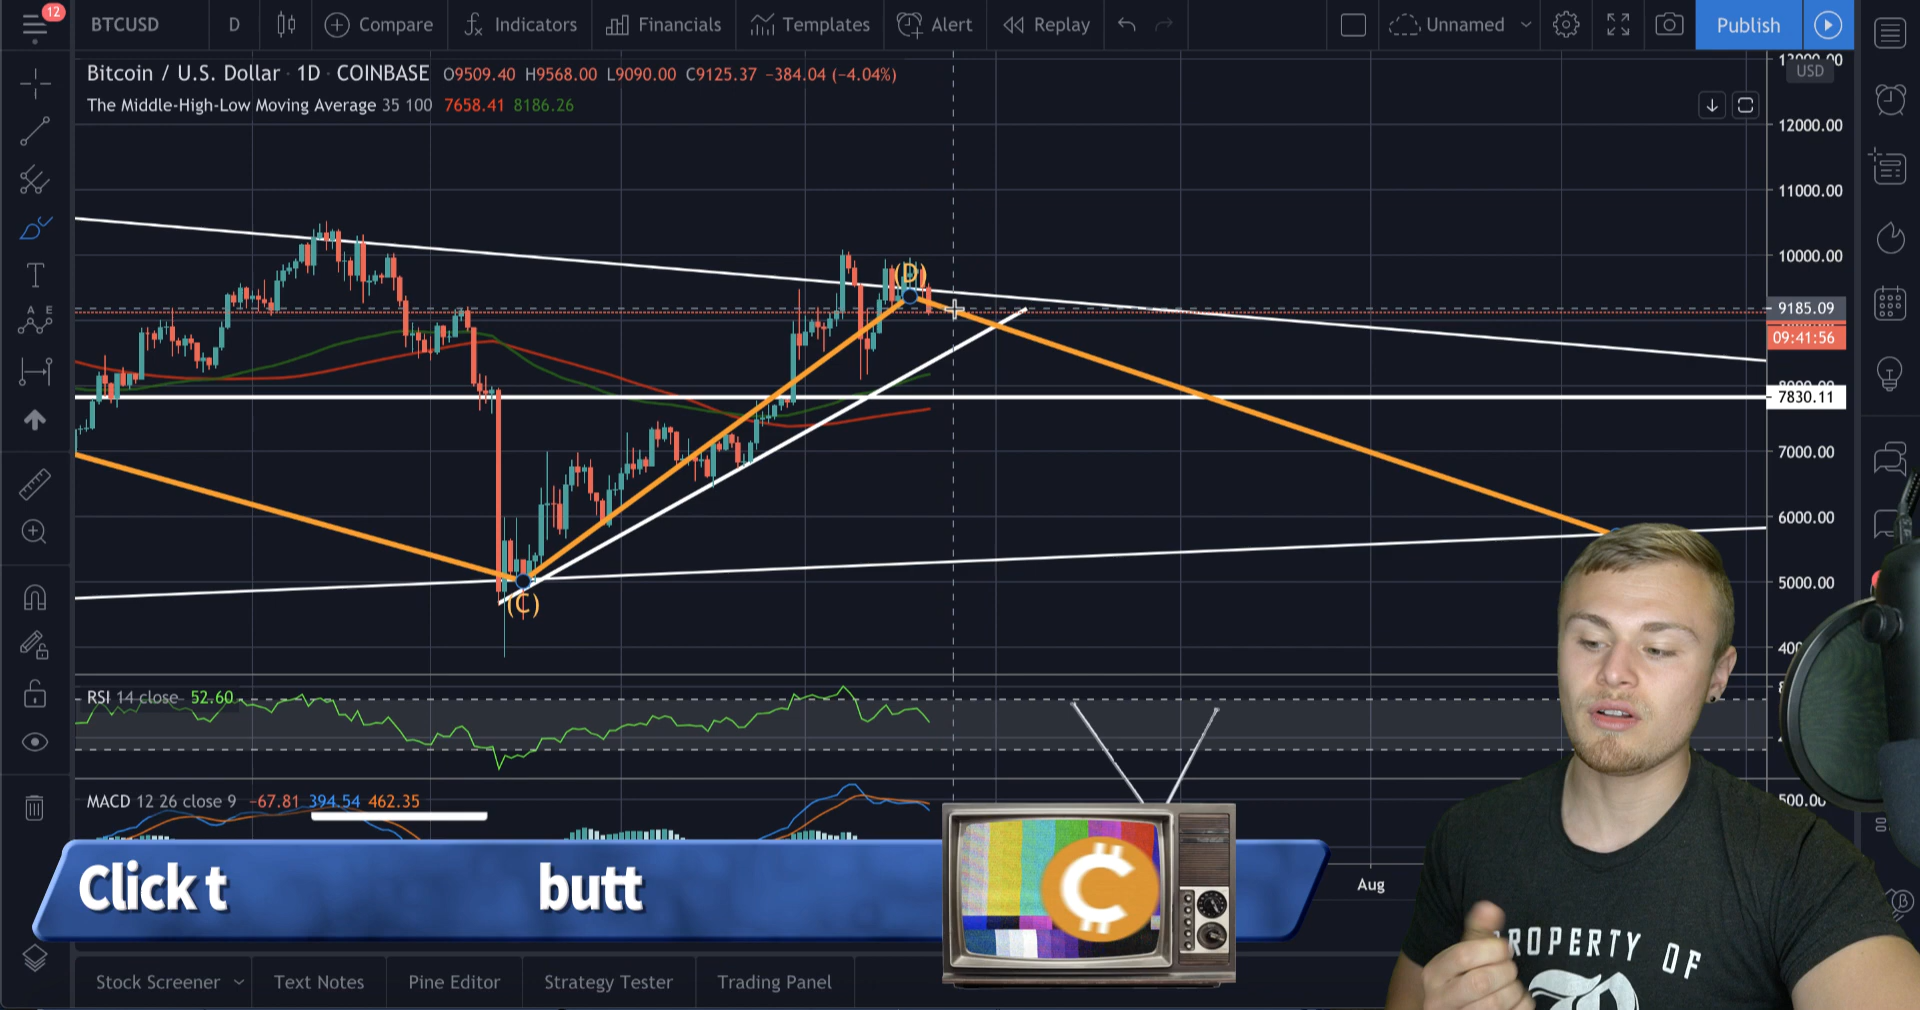 12
BTCUSD
D
Compare
Indicators
Financials
Templates
Alert
Replay
Unnamed
Publish
Bitcoin / U.S. Dollar · 1D · COINBASE O9509.40 H9568.00 L9090.00 C9125.37 −384.04 (−4.04%)
The Middle-High-Low Moving Average 35 100 7658.41 8186.26
USD
12000.00
11000.00
10000.00
9185.09
09:41:56
7830.11
7000.00
6000.00
5000.00
(D)
(C)
RSI 14 close 52.60
MACD 12 26 close 9 −67.81 394.54 462.35
Click t butt
C
Aug
PROPERTY OF
Stock Screener
Text Notes
Pine Editor
Strategy Tester
Trading Panel